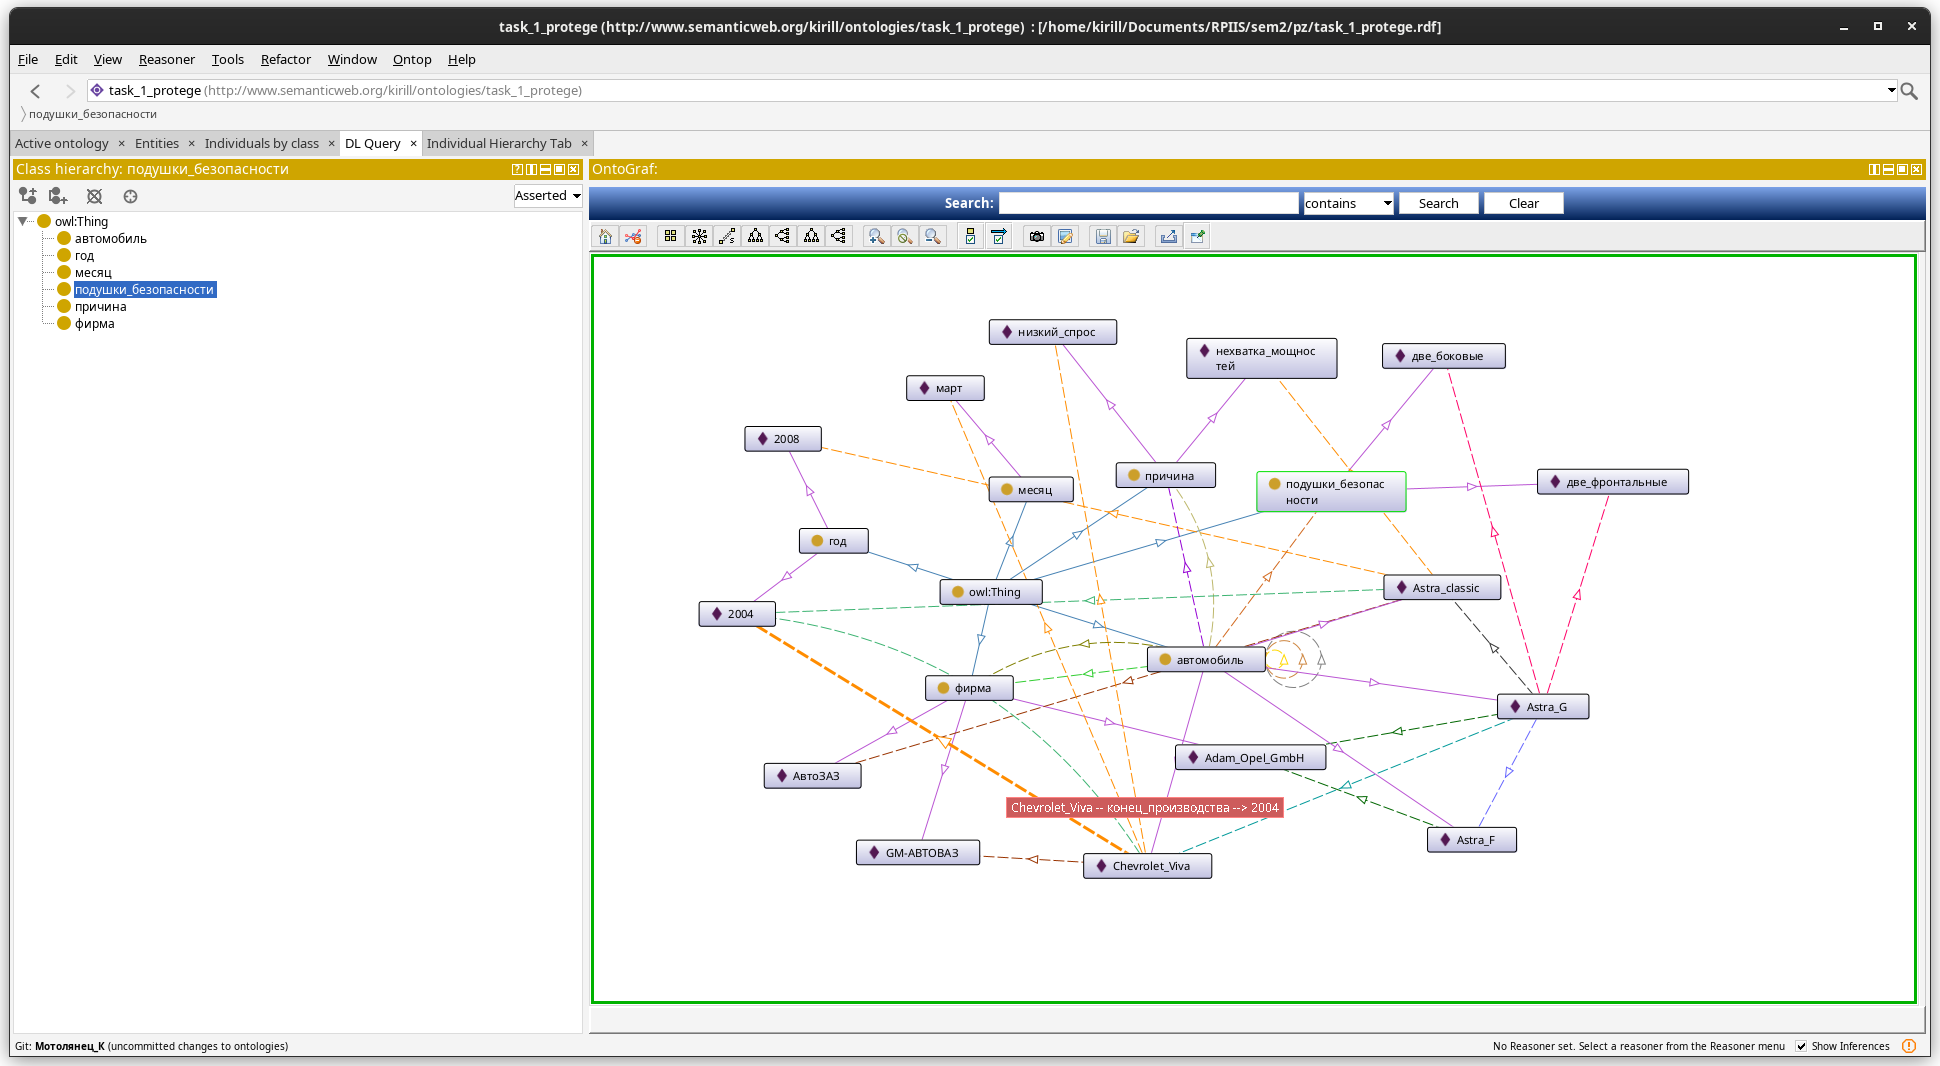 task_1_protege (http://www.semanticweb.org/kirill/ontologies/task_1_protege) : [/home/kirill/Documents/RPIIS/sem2/pz/task_1_protege.rdf]
File Edit View Reasoner Tools Refactor Window Ontop Help
task_1_protege (http://www.semanticweb.org/kirill/ontologies/task_1_protege)
подушки_безопасности
Active ontology × Entities × Individuals by class × DL Query × Individual Hierarchy Tab ×
Class hierarchy: подушки_безопасности
Asserted
owl:Thing
автомобиль
год
месяц
подушки_безопасности
причина
фирма
OntoGraf:
Search: contains Search Clear
низкий_спрос
нехватка_мощнос
тей
две_боковые
март
2008
месяц
причина
подушки_безопас
ности
две_фронтальные
год
owl:Thing
Astra_classic
2004
автомобиль
фирма
Astra_G
Adam_Opel_GmbH
АвтоЗАЗ
Chevrolet_Viva -- конец_производства --> 2004
Astra_F
GM-АВТОВАЗ
Chevrolet_Viva
Git: Мотолянец_К (uncommitted changes to ontologies)
No Reasoner set. Select a reasoner from the Reasoner menu Show Inferences